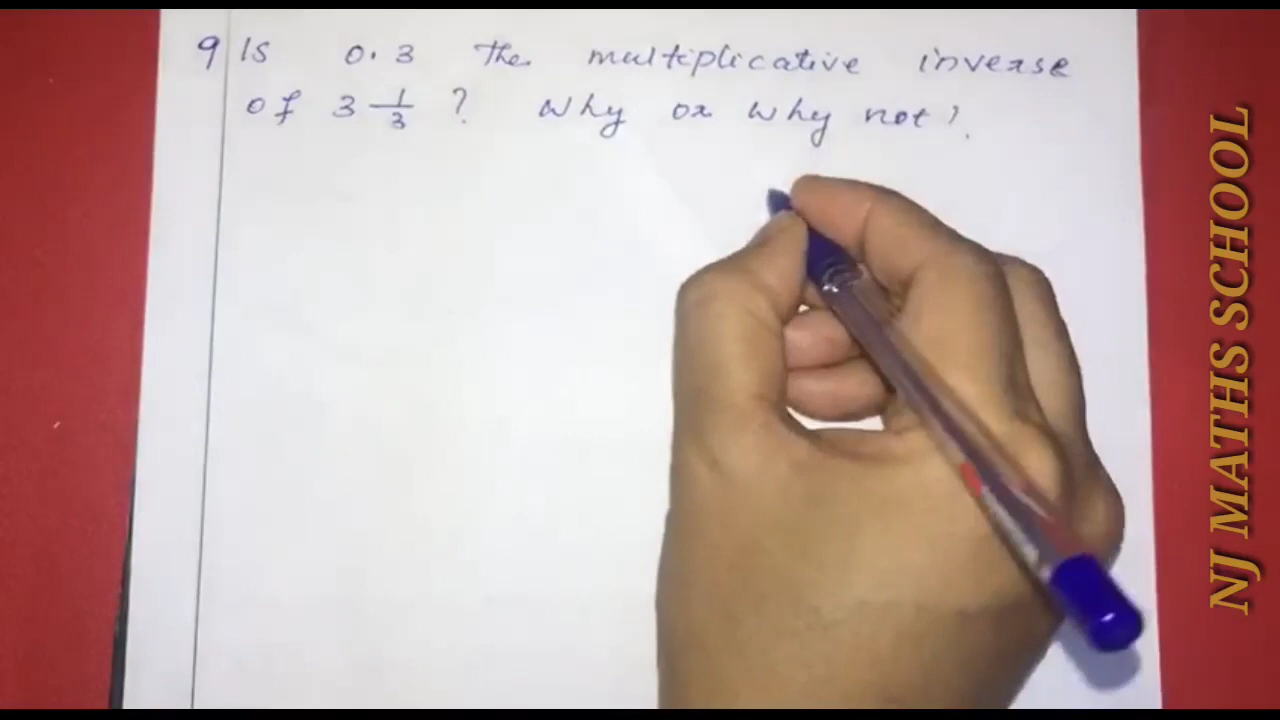 9 Is 0.3 the multiplicative inverse
of 3 1/3 ? Why or why not ?
NJ MATHS SCHOOL